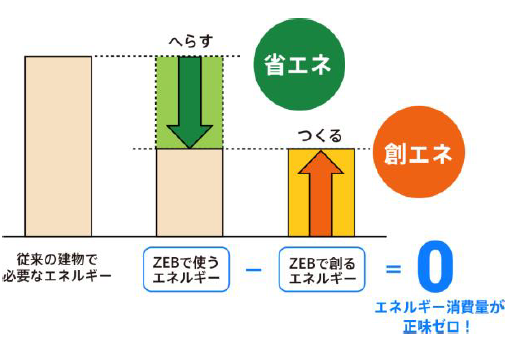 へらす
省エネ
つくる
創エネ
従来の建物で
必要なエネルギー
ZEBで使う
エネルギー
−
ZEBで創る
エネルギー
=
0
エネルギー消費量が
正味ゼロ！